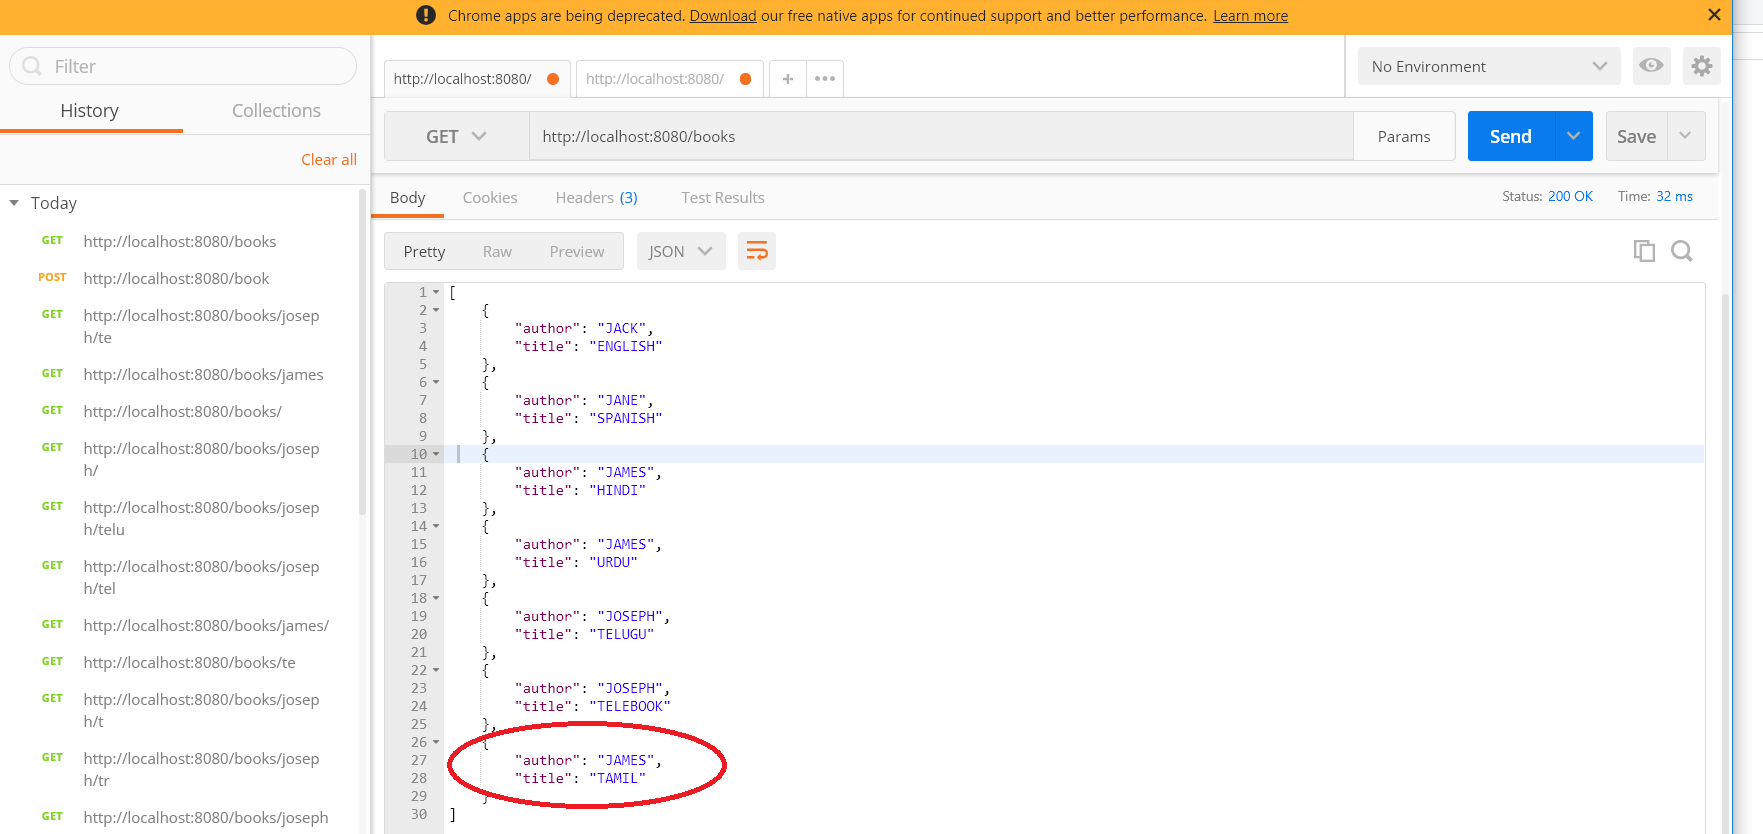 Chrome apps are being deprecated. Download our free native apps for continued support and better performance. Learn more
Filter
History Collections
Clear all
Today
GET http://localhost:8080/books
POST http://localhost:8080/book
GET http://localhost:8080/books/josep
h/te
GET http://localhost:8080/books/james
GET http://localhost:8080/books/
GET http://localhost:8080/books/josep
h/
GET http://localhost:8080/books/josep
h/telu
GET http://localhost:8080/books/josep
h/tel
GET http://localhost:8080/books/james/
GET http://localhost:8080/books/te
GET http://localhost:8080/books/josep
h/t
GET http://localhost:8080/books/josep
h/tr
GET http://localhost:8080/books/joseph
http://localhost:8080/ http://localhost:8080/ + •••
No Environment
GET http://localhost:8080/books Params Send Save
Body Cookies Headers (3) Test Results Status: 200 OK Time: 32 ms
Pretty Raw Preview JSON
1 [
2 {
3 "author": "JACK",
4 "title": "ENGLISH"
5 },
6 {
7 "author": "JANE",
8 "title": "SPANISH"
9 },
10 {
11 "author": "JAMES",
12 "title": "HINDI"
13 },
14 {
15 "author": "JAMES",
16 "title": "URDU"
17 },
18 {
19 "author": "JOSEPH",
20 "title": "TELUGU"
21 },
22 {
23 "author": "JOSEPH",
24 "title": "TELEBOOK"
25 },
26 {
27 "author": "JAMES",
28 "title": "TAMIL"
29 }
30 ]